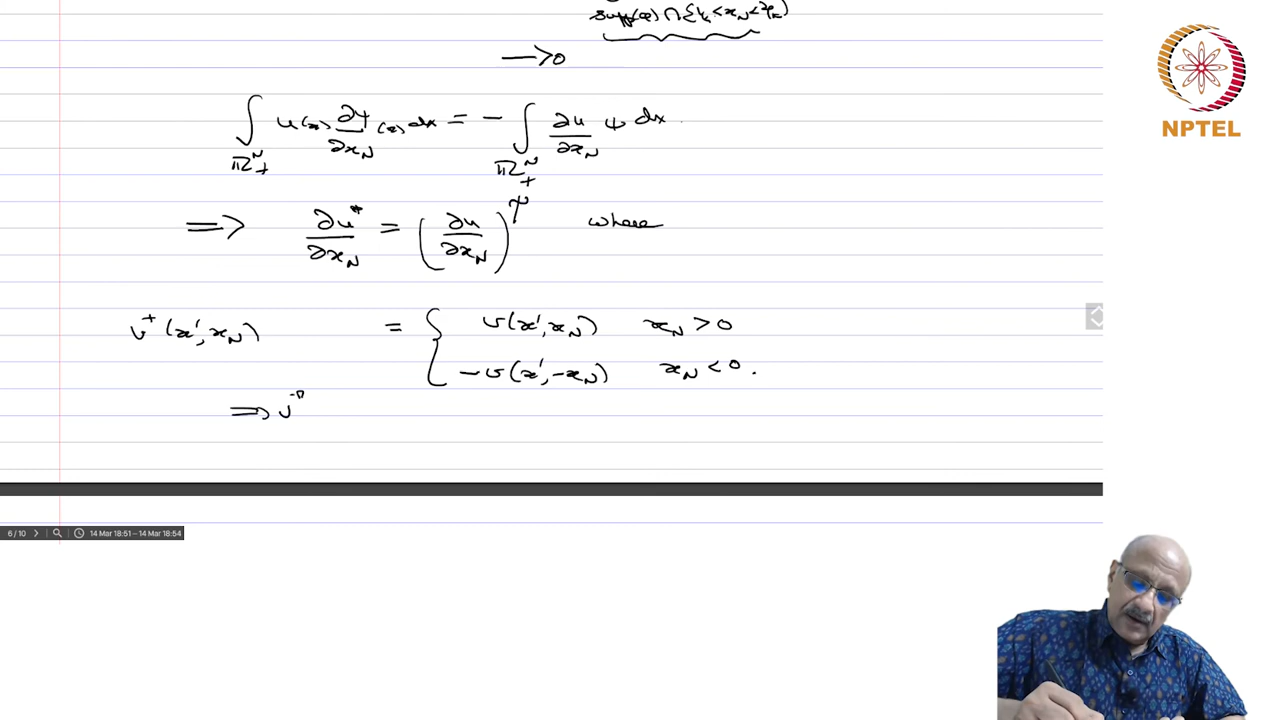 supp(φ) ∩ {1/k < x_N < 2/k}
→ 0
∫_{ℝ^N_+} u(x) ∂ψ/∂x_N (x) dx = − ∫_{ℝ^N_+} ∂u/∂x_N ψ dx.
⇒ ∂u*/∂x_N = (∂u/∂x_N)^+ where
v^+(x', x_N) = { v(x', x_N) x_N > 0
−v(x', −x_N) x_N < 0.
⇒ v
NPTEL
6 / 10 14 Mar 18:51 – 14 Mar 18:54